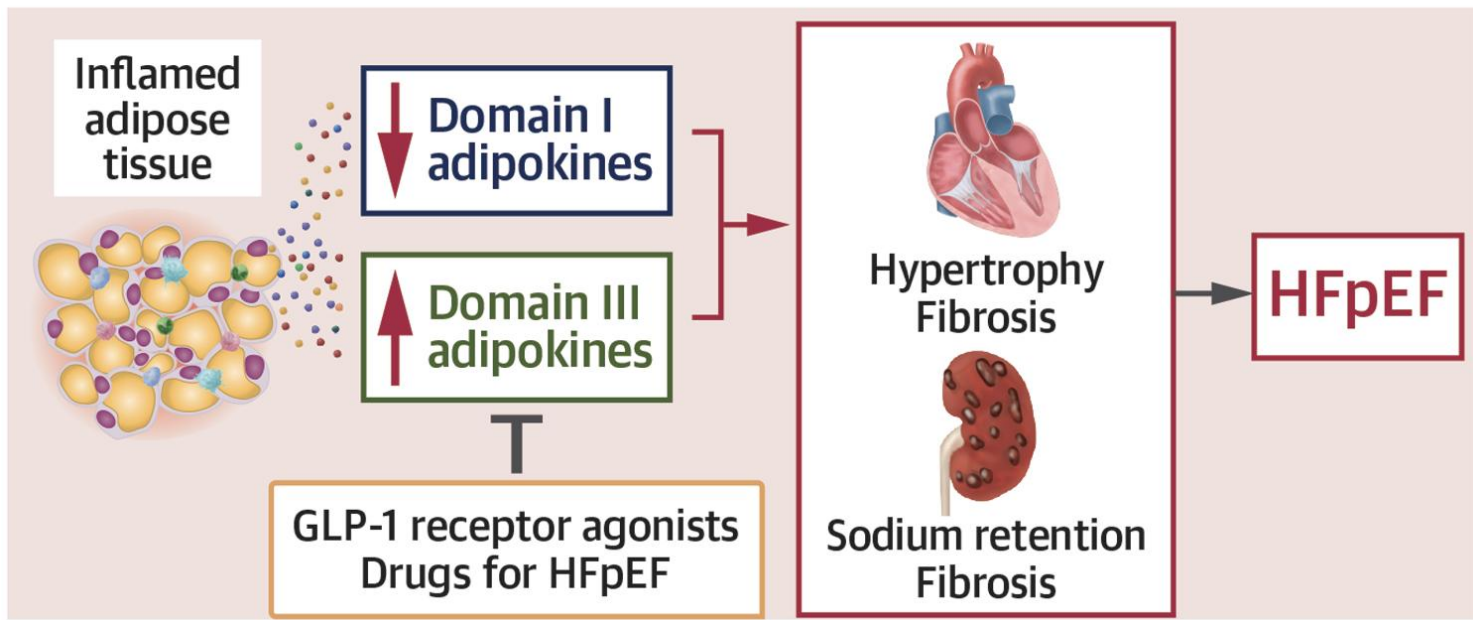 Inflamed
adipose
tissue
Domain I
adipokines
Domain III
adipokines
GLP-1 receptor agonists
Drugs for HFpEF
Hypertrophy
Fibrosis
Sodium retention
Fibrosis
HFpEF